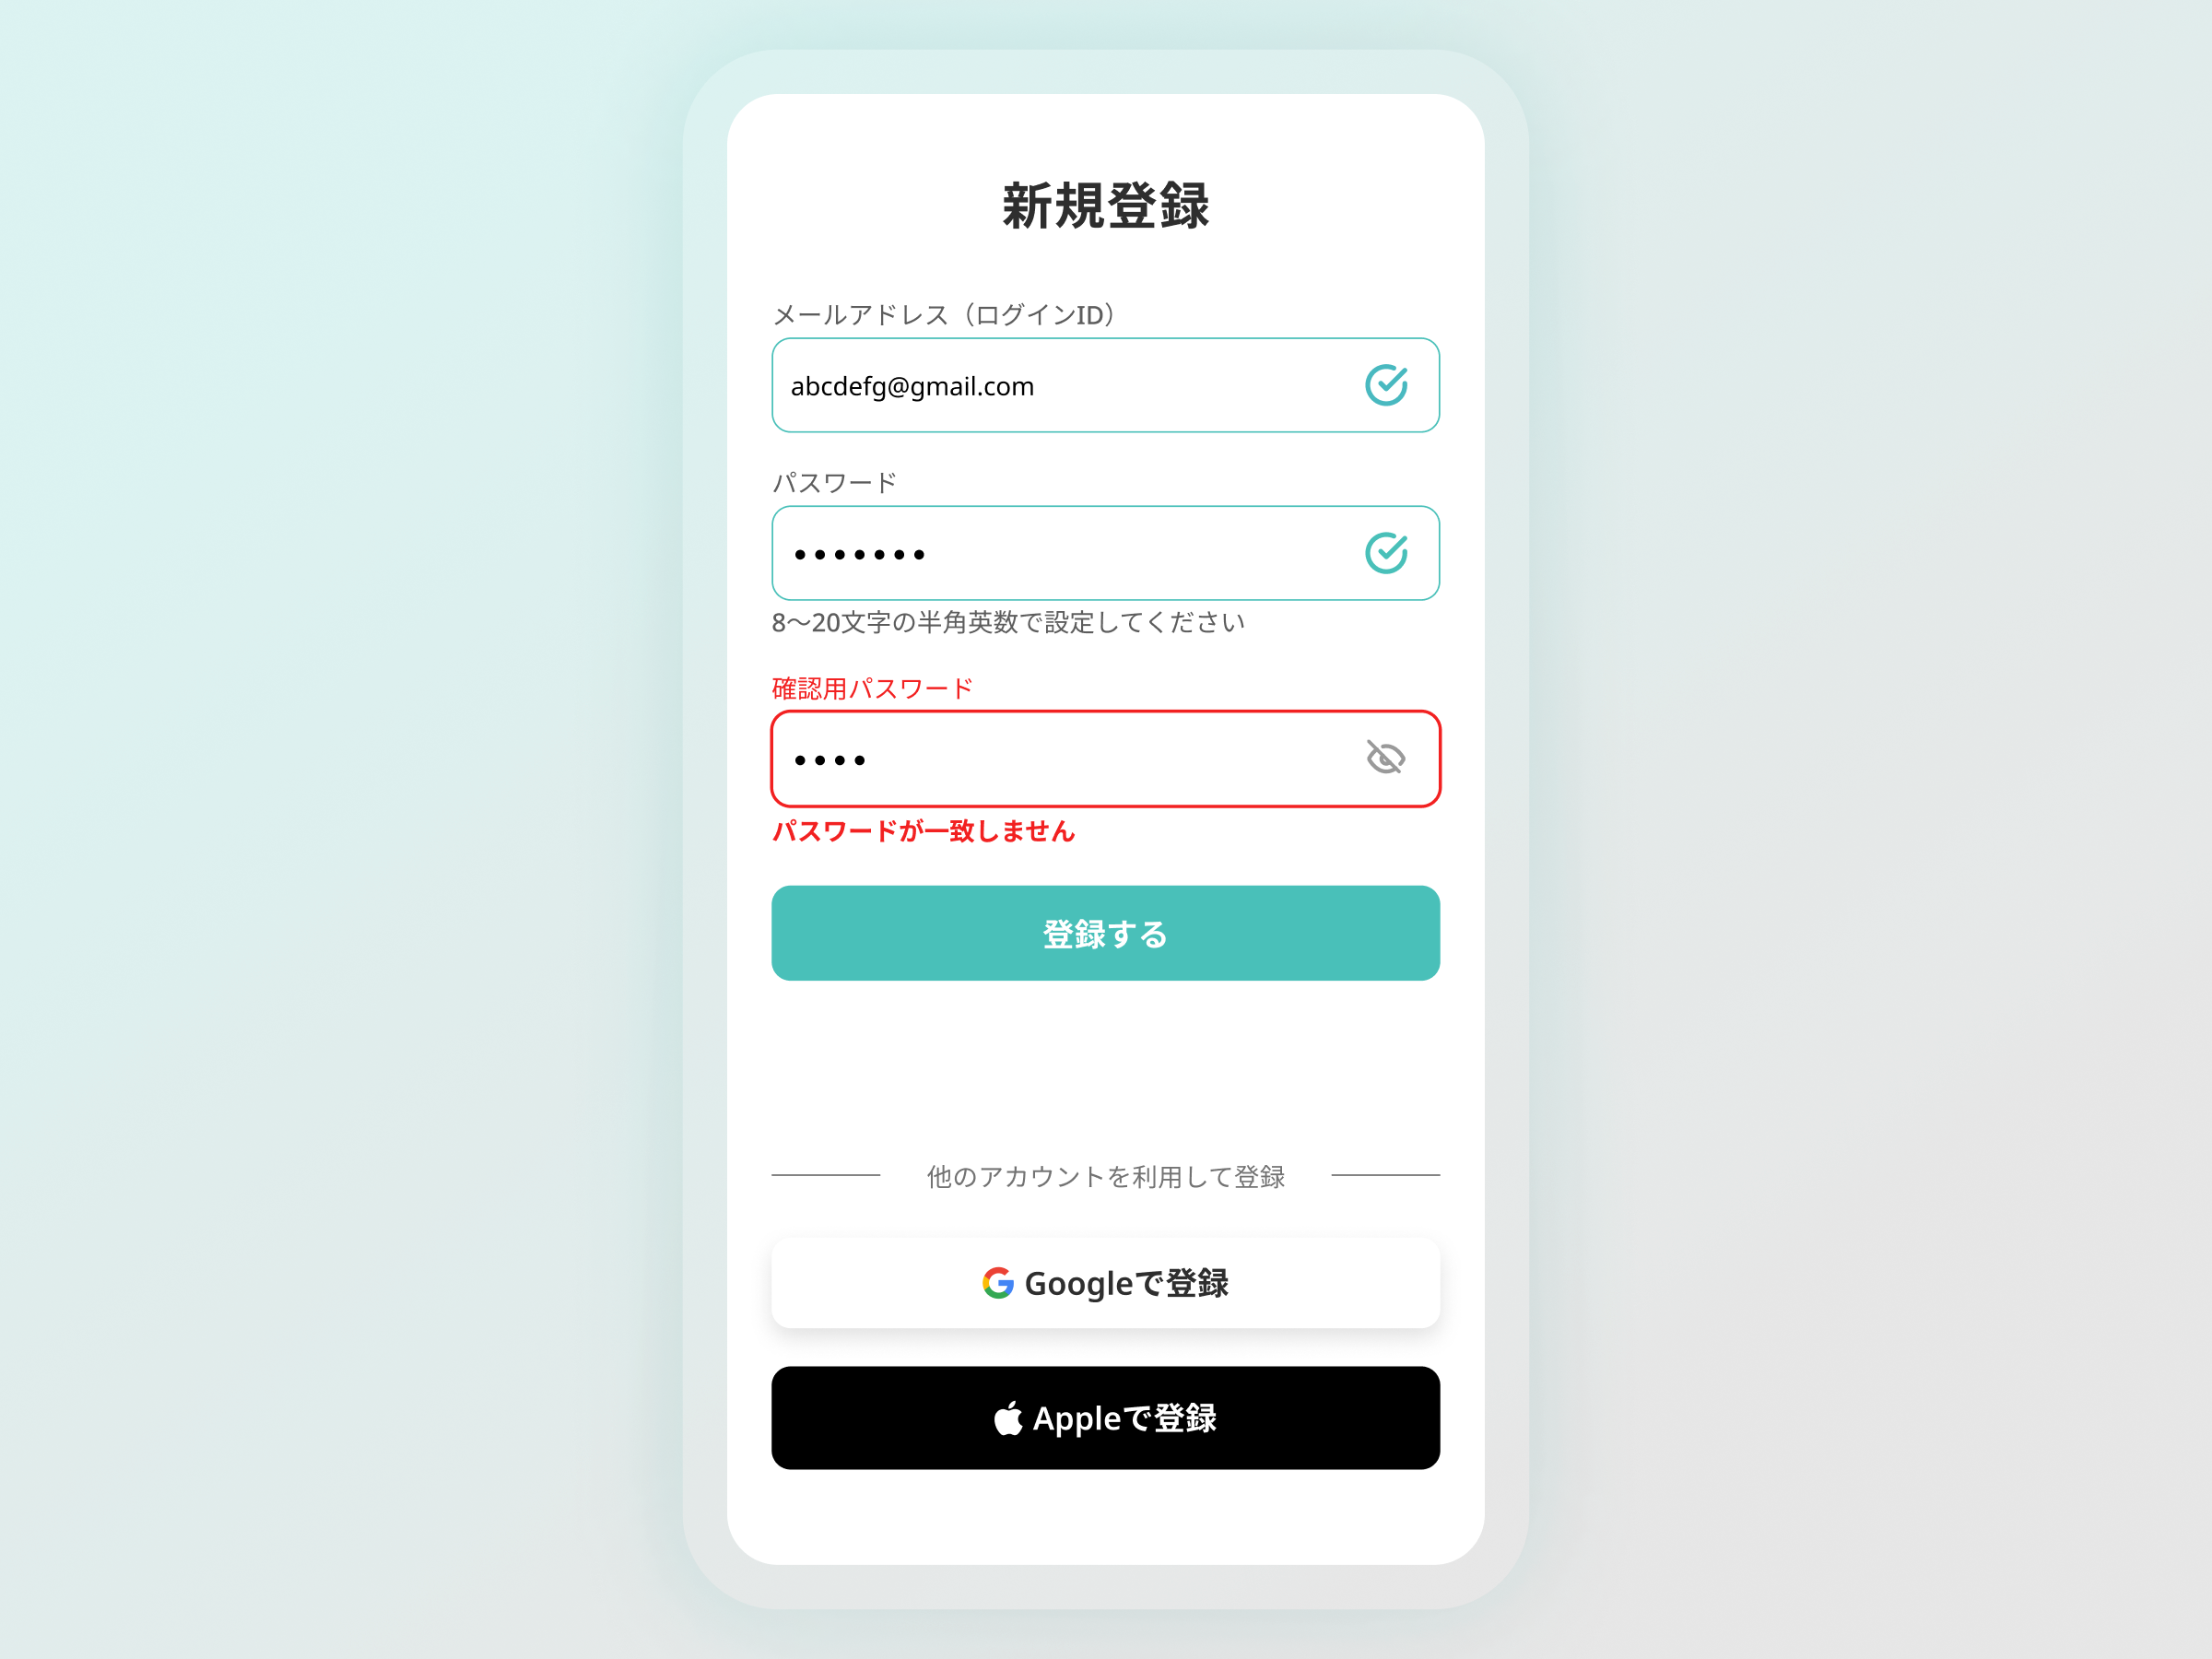 新規登録
メールアドレス（ログインID）
abcdefg@gmail.com
パスワード
•••••••
8〜20文字の半角英数で設定してください
確認用パスワード
••••
パスワードが一致しません
登録する
他のアカウントを利用して登録
Googleで登録
Appleで登録